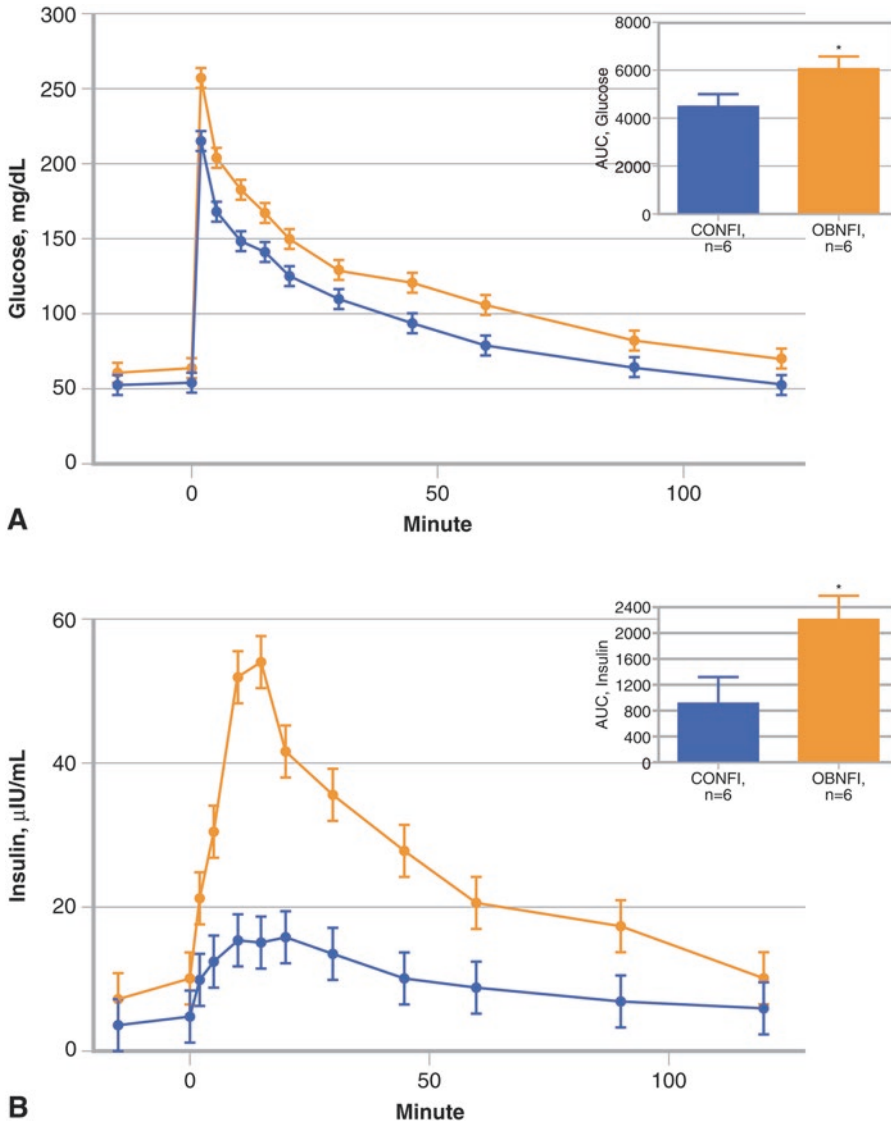 300
250
200
150
100
50
0
Glucose, mg/dL
0
50
100
Minute
A
8000
6000
4000
2000
0
AUC, Glucose
*
CONFI,
n=6
OBNFI,
n=6
60
40
20
0
Insulin, µIU/mL
0
50
100
Minute
B
2400
2000
1600
1200
800
400
0
AUC, Insulin
*
CONFI,
n=6
OBNFI,
n=6